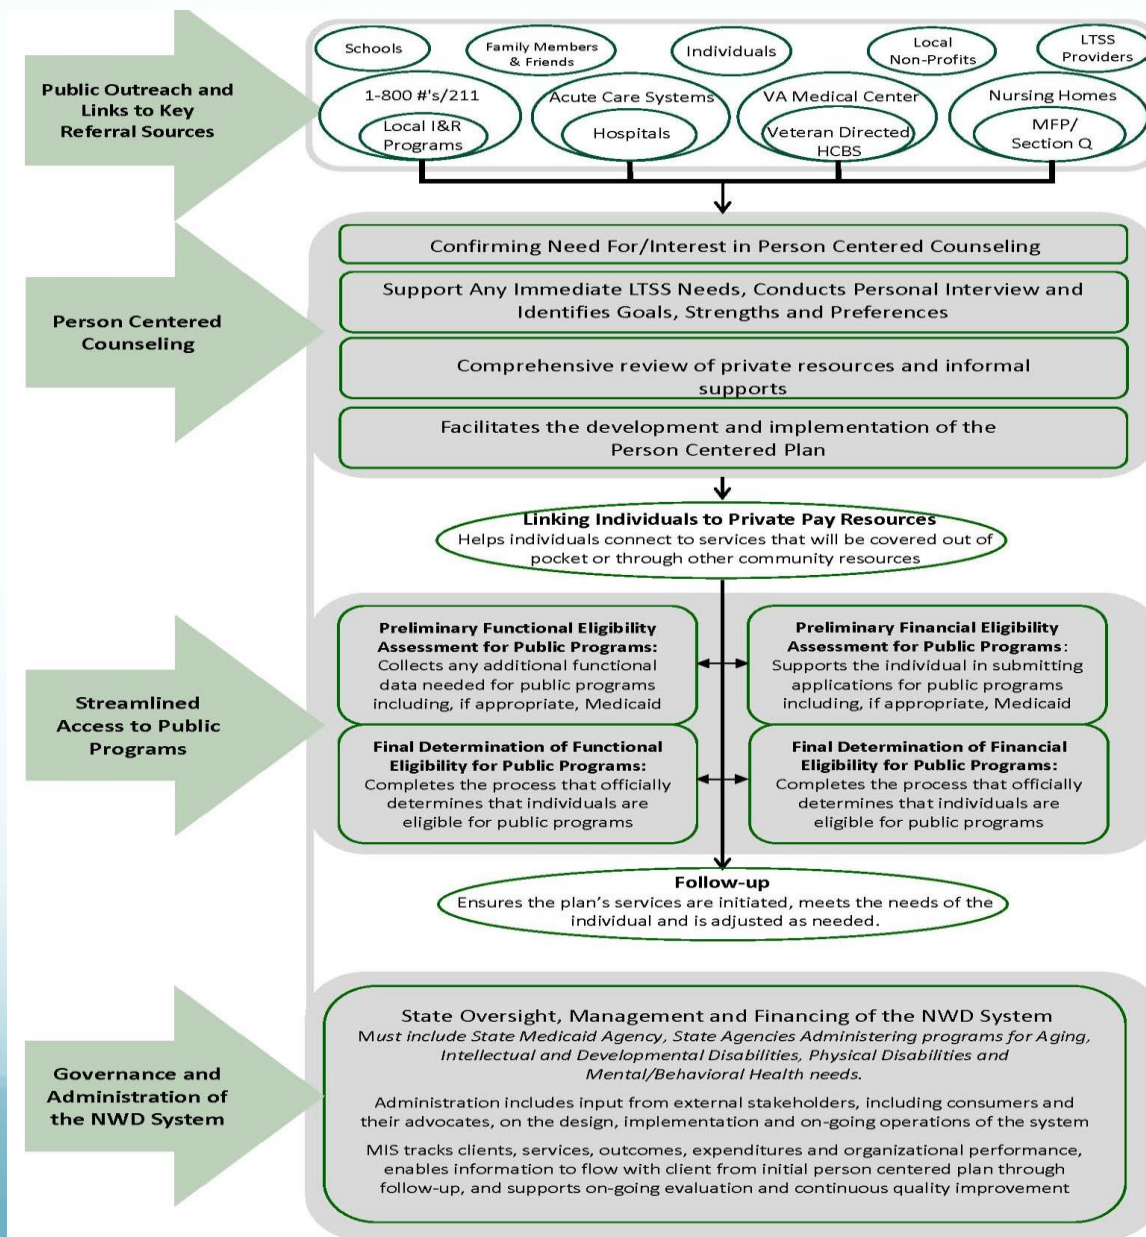 Public Outreach and
Links to Key
Referral Sources
Schools
Family Members
& Friends
Individuals
Local
Non-Profits
LTSS
Providers
1-800 #'s/211
Local I&R
Programs
Acute Care Systems
Hospitals
VA Medical Center
Veteran Directed
HCBS
Nursing Homes
MFP/
Section Q
Person Centered
Counseling
Confirming Need For/Interest in Person Centered Counseling
Support Any Immediate LTSS Needs, Conducts Personal Interview and
Identifies Goals, Strengths and Preferences
Comprehensive review of private resources and informal
supports
Facilitates the development and implementation of the
Person Centered Plan
Linking Individuals to Private Pay Resources
Helps individuals connect to services that will be covered out of
pocket or through other community resources
Streamlined
Access to Public
Programs
Preliminary Functional Eligibility
Assessment for Public Programs:
Collects any additional functional
data needed for public programs
including, if appropriate, Medicaid
Preliminary Financial Eligibility
Assessment for Public Programs:
Supports the individual in submitting
applications for public programs
including, if appropriate, Medicaid
Final Determination of Functional
Eligibility for Public Programs:
Completes the process that officially
determines that individuals are
eligible for public programs
Final Determination of Financial
Eligibility for Public Programs:
Completes the process that officially
determines that individuals are
eligible for public programs
Follow-up
Ensures the plan's services are initiated, meets the needs of the
individual and is adjusted as needed.
Governance and
Administration of
the NWD System
State Oversight, Management and Financing of the NWD System
Must include State Medicaid Agency, State Agencies Administering programs for Aging,
Intellectual and Developmental Disabilities, Physical Disabilities and
Mental/Behavioral Health needs.
Administration includes input from external stakeholders, including consumers and
their advocates, on the design, implementation and on-going operations of the system
MIS tracks clients, services, outcomes, expenditures and organizational performance,
enables information to flow with client from initial person centered plan through
follow-up, and supports on-going evaluation and continuous quality improvement